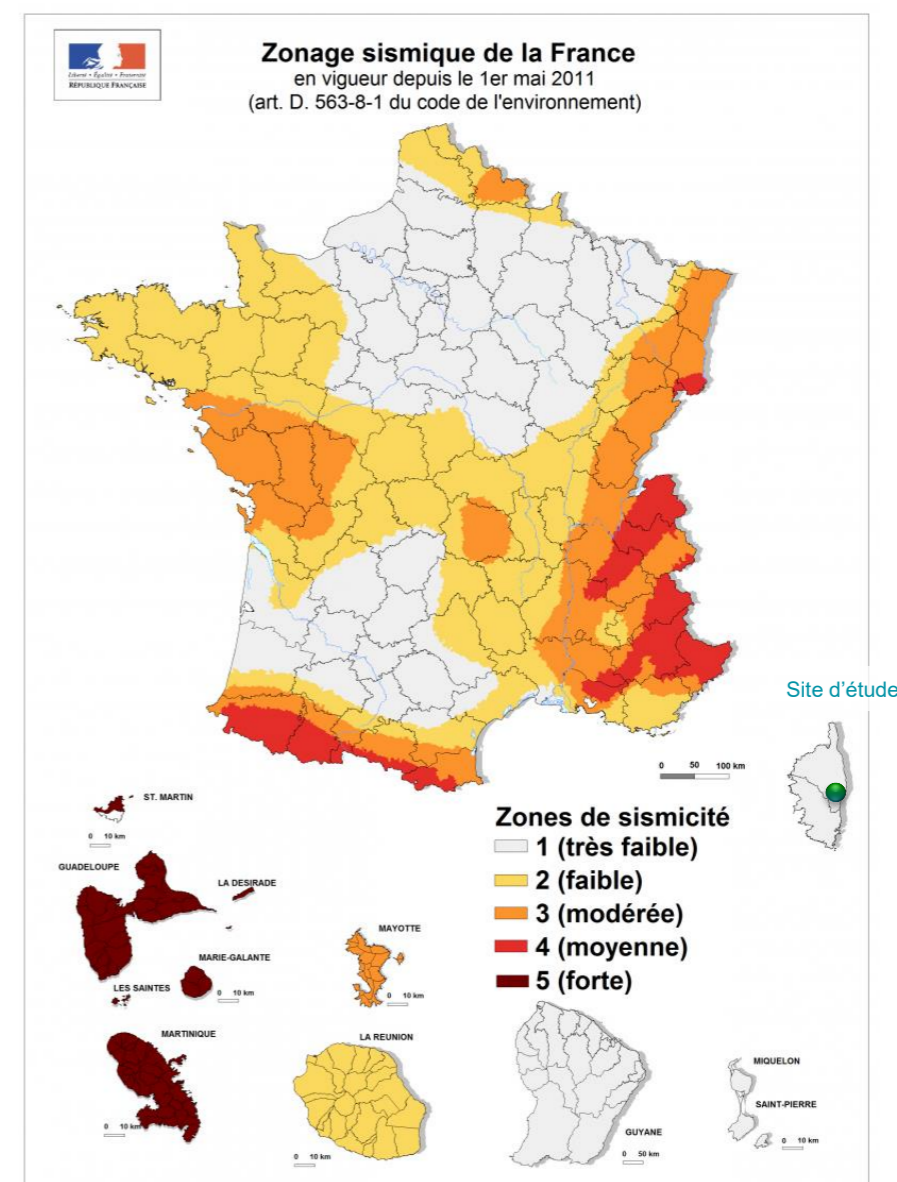 Liberté • Égalité • Fraternité
RÉPUBLIQUE FRANÇAISE
Zonage sismique de la France
en vigueur depuis le 1er mai 2011
(art. D. 563-8-1 du code de l'environnement)
Site d'étude
0 50 100 km
Zones de sismicité
1 (très faible)
2 (faible)
3 (modérée)
4 (moyenne)
5 (forte)
ST. MARTIN
0 10 km
GUADELOUPE
LA DESIRADE
MARIE-GALANTE
LES SAINTES
0 10 km
MAYOTTE
0 10 km
MARTINIQUE
0 10 km
LA REUNION
0 10 km
GUYANE
0 50 km
MIQUELON
SAINT-PIERRE
0 10 km